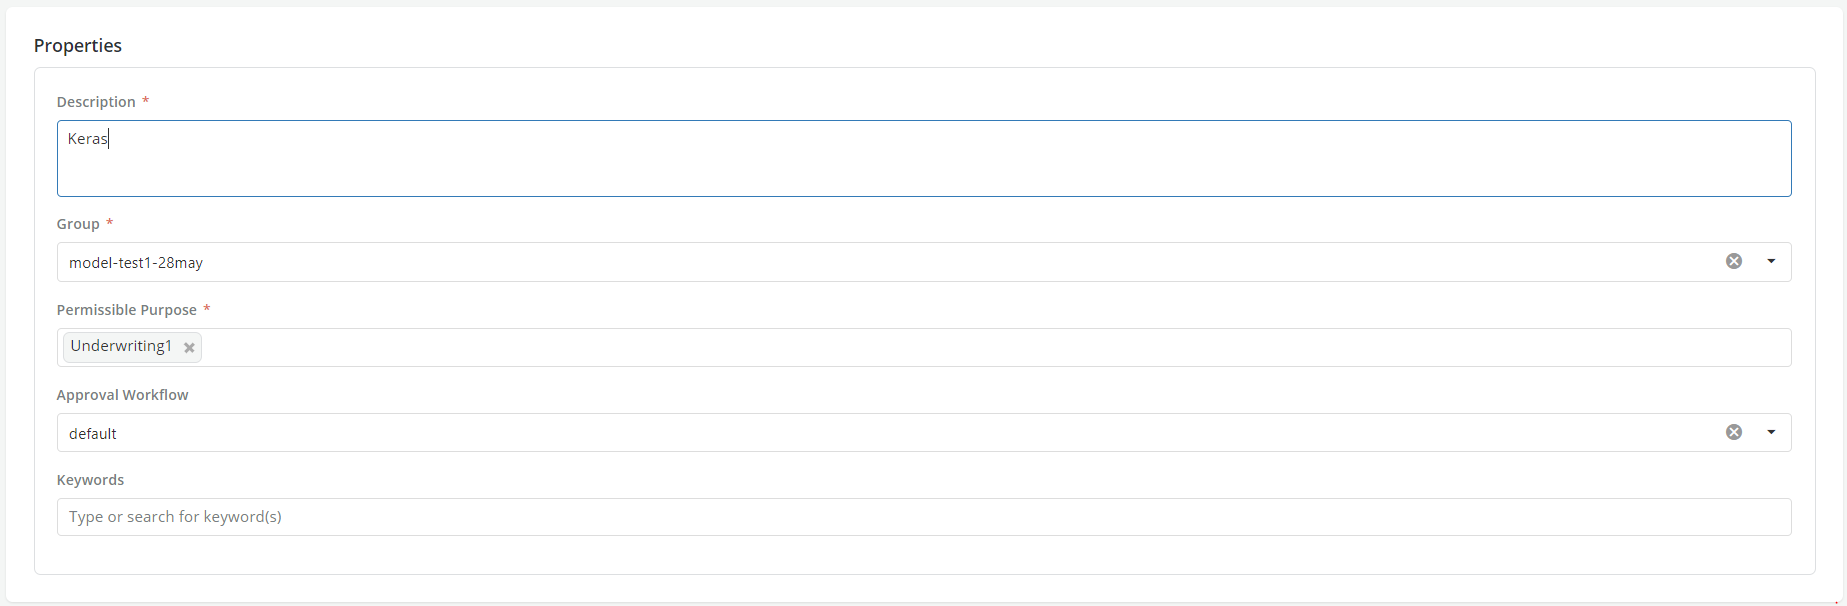 Properties
Description *
Keras
Group *
model-test1-28may
Permissible Purpose *
Underwriting1
Approval Workflow
default
Keywords
Type or search for keyword(s)